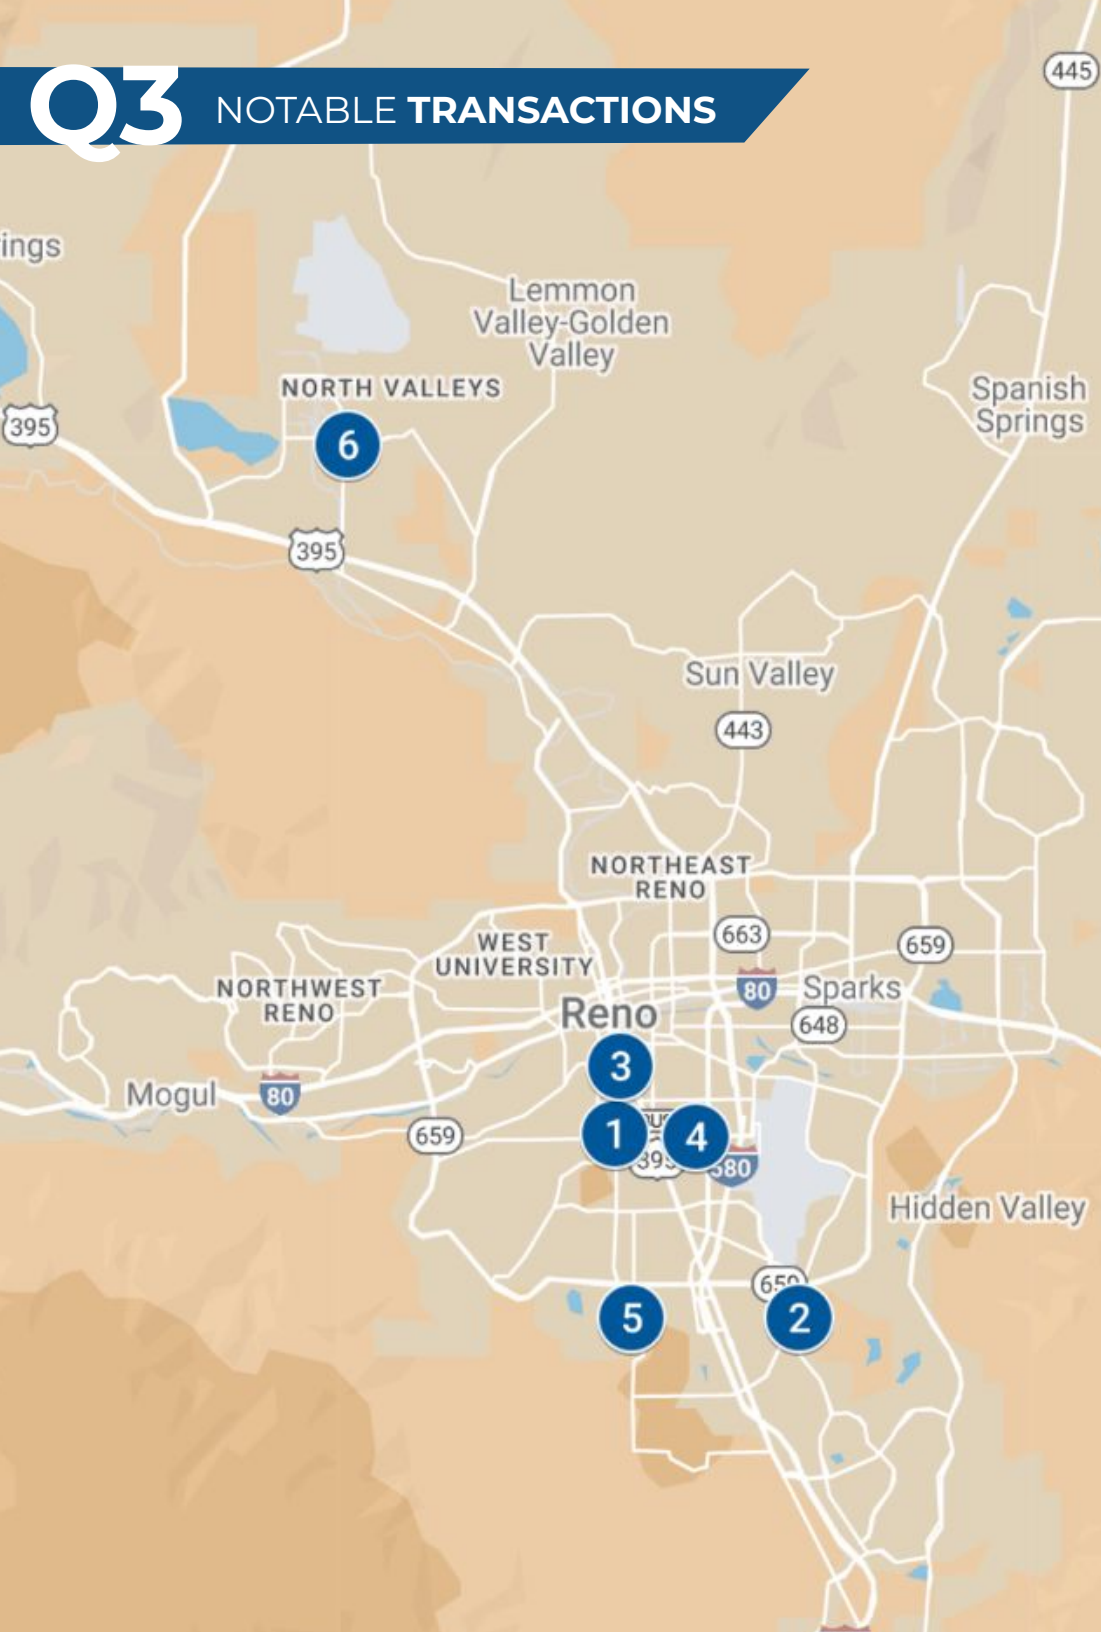 Q3 NOTABLE TRANSACTIONS
445
ings
Lemmon
Valley-Golden
Valley
NORTH VALLEYS
Spanish
Springs
395
6
395
Sun Valley
443
NORTHEAST
RENO
663
659
WEST
UNIVERSITY
NORTHWEST
RENO
80
Sparks
Reno
648
3
Mogul
80
659
1
4
395
580
Hidden Valley
659
5
2